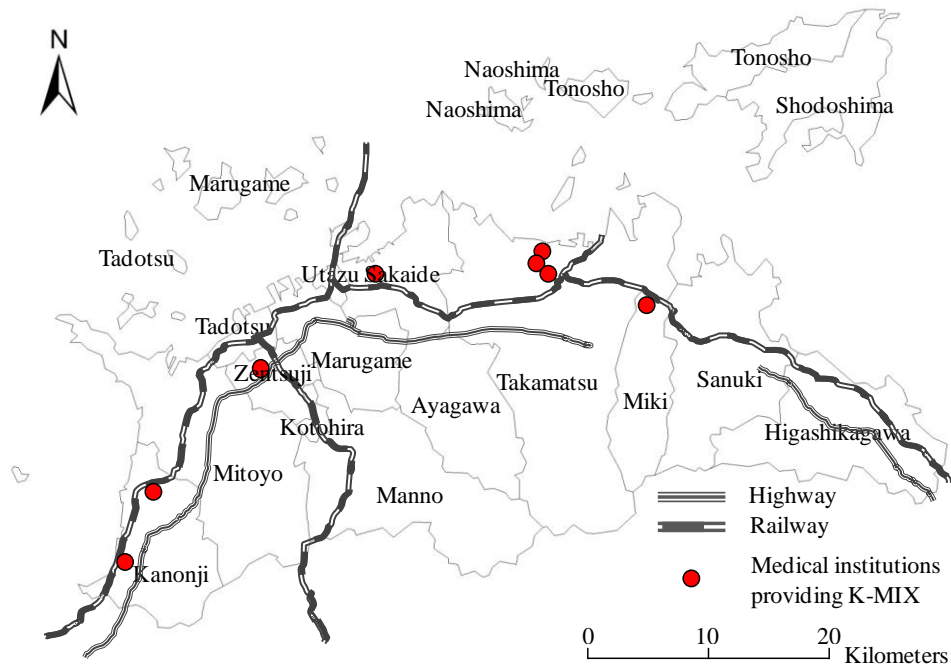 N
Tonosho
Naoshima
Tonosho
Naoshima
Shodoshima
Marugame
Tadotsu
Utazu Sakaide
Tadotsu
Marugame
Zentsuji
Takamatsu
Sanuki
Ayagawa
Miki
Kotohira
Higashikagawa
Mitoyo
Manno
Highway
Railway
Kanonji
Medical institutions
providing K-MIX
0 10 20
Kilometers